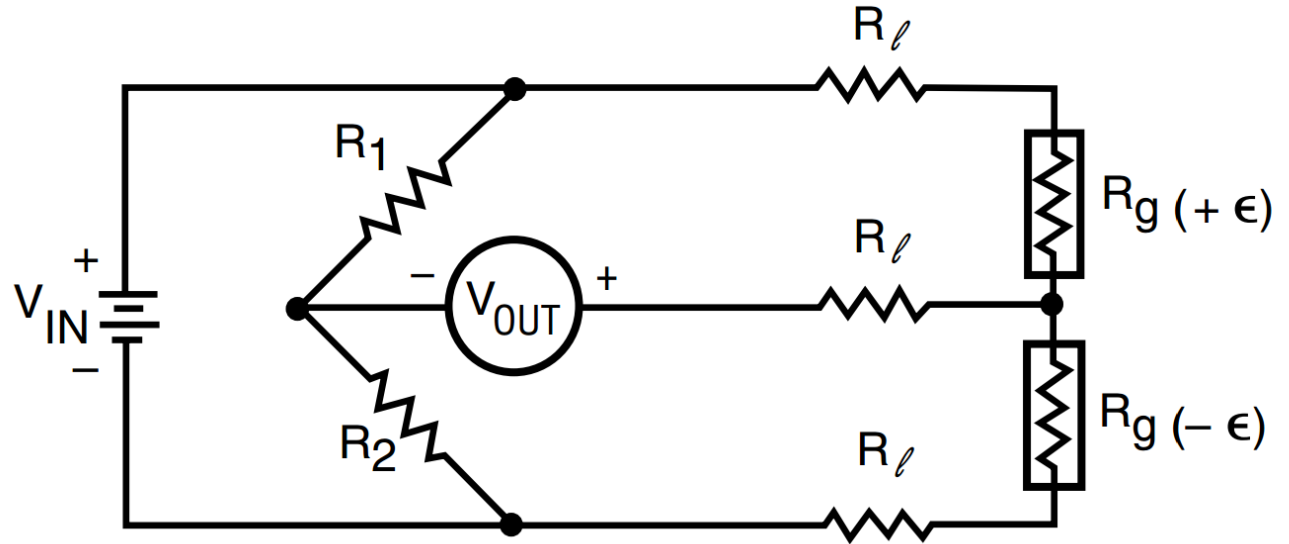 Rℓ
R1
Rg (+ ϵ)
+
VIN
–
– VOUT +
Rℓ
R2
Rℓ
Rg (– ϵ)